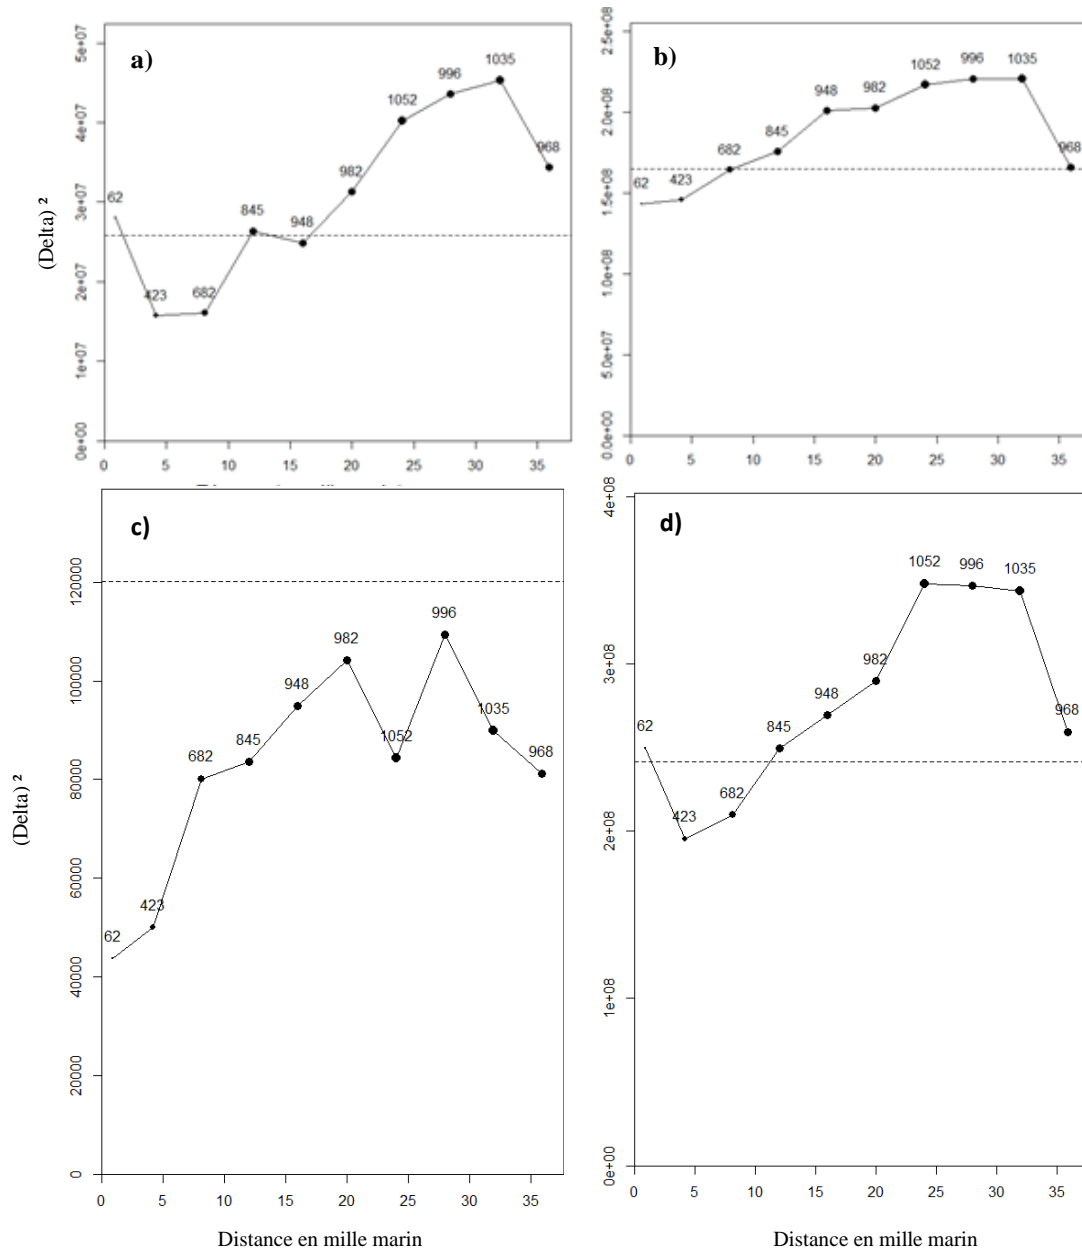 a)
(Delta) ²
5e+07
4e+07
3e+07
2e+07
1e+07
0e+00
62
423
682
845
948
982
1052
996
1035
968
0 5 10 15 20 25 30 35
b)
2.5e+08
2.0e+08
1.5e+08
1.0e+08
5.0e+07
0.0e+00
62
423
682
845
948
982
1052
996
1035
968
0 5 10 15 20 25 30 35
c)
(Delta) ²
120000
100000
80000
60000
40000
20000
0
62
423
682
845
948
982
1052
996
1035
968
0 5 10 15 20 25 30 35
Distance en mille marin
d)
4e+08
3e+08
2e+08
1e+08
0e+00
62
423
682
845
948
982
1052
996
1035
968
0 5 10 15 20 25 30 35
Distance en mille marin